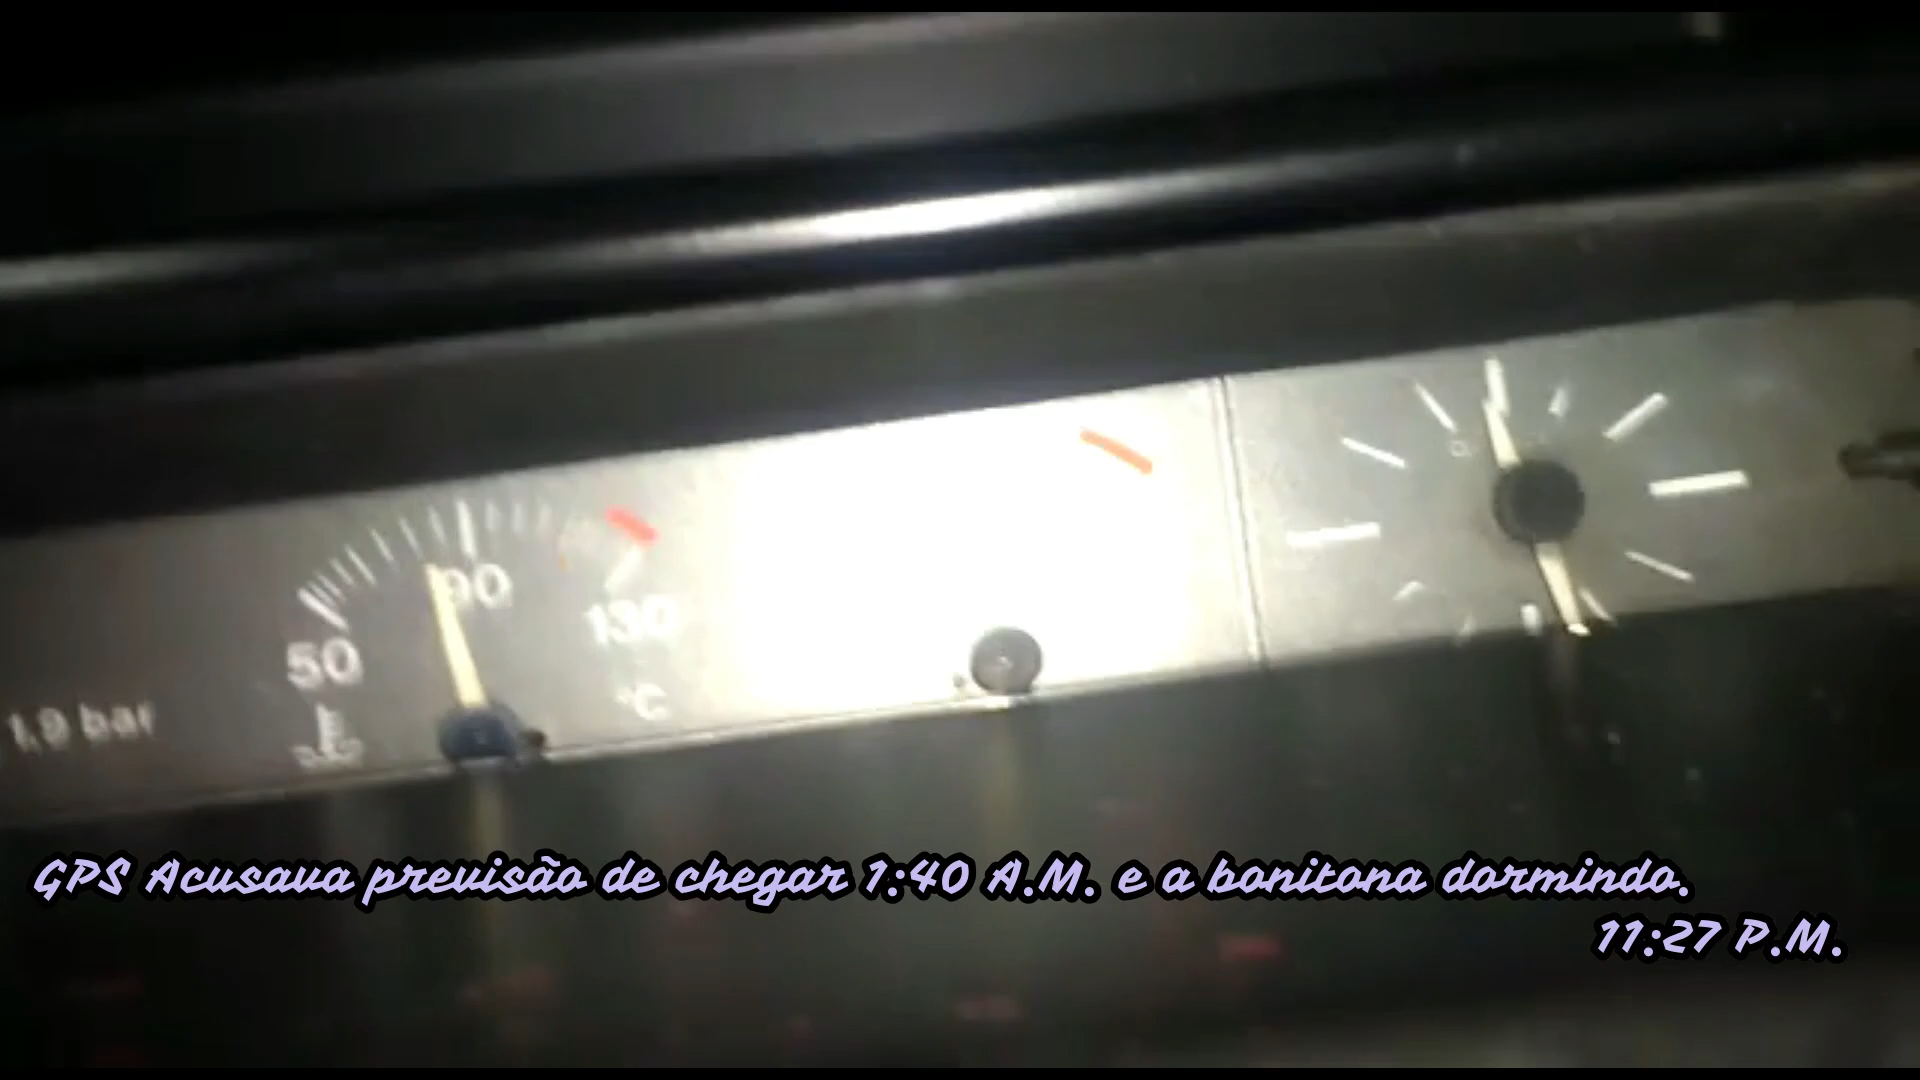 90
50
130
°C
1.9 bar
GPS Acusava previsão de chegar 1:40 A.M. e a bonitona dormindo.
11:27 P.M.